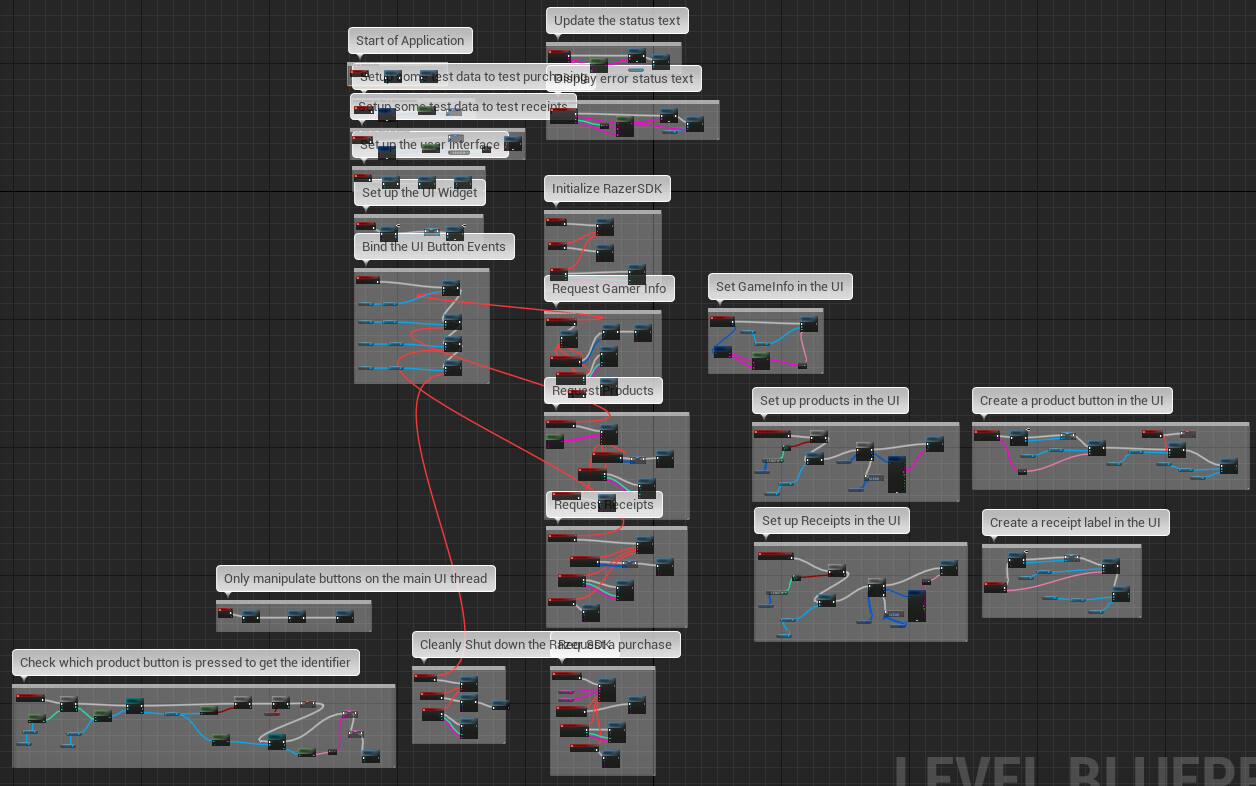 Update the status text
Start of Application
Setup some test data to test purchasing
Display error status text
Setup some test data to test receipts
Set up the user interface
Set up the UI Widget
Initialize RazerSDK
Bind the UI Button Events
Request Gamer Info
Set GameInfo in the UI
Request Products
Set up products in the UI
Create a product button in the UI
Request Receipts
Set up Receipts in the UI
Create a receipt label in the UI
Only manipulate buttons on the main UI thread
Cleanly Shut down the Razer SDK
Request a purchase
Check which product button is pressed to get the identifier
LEVEL BLUEPR